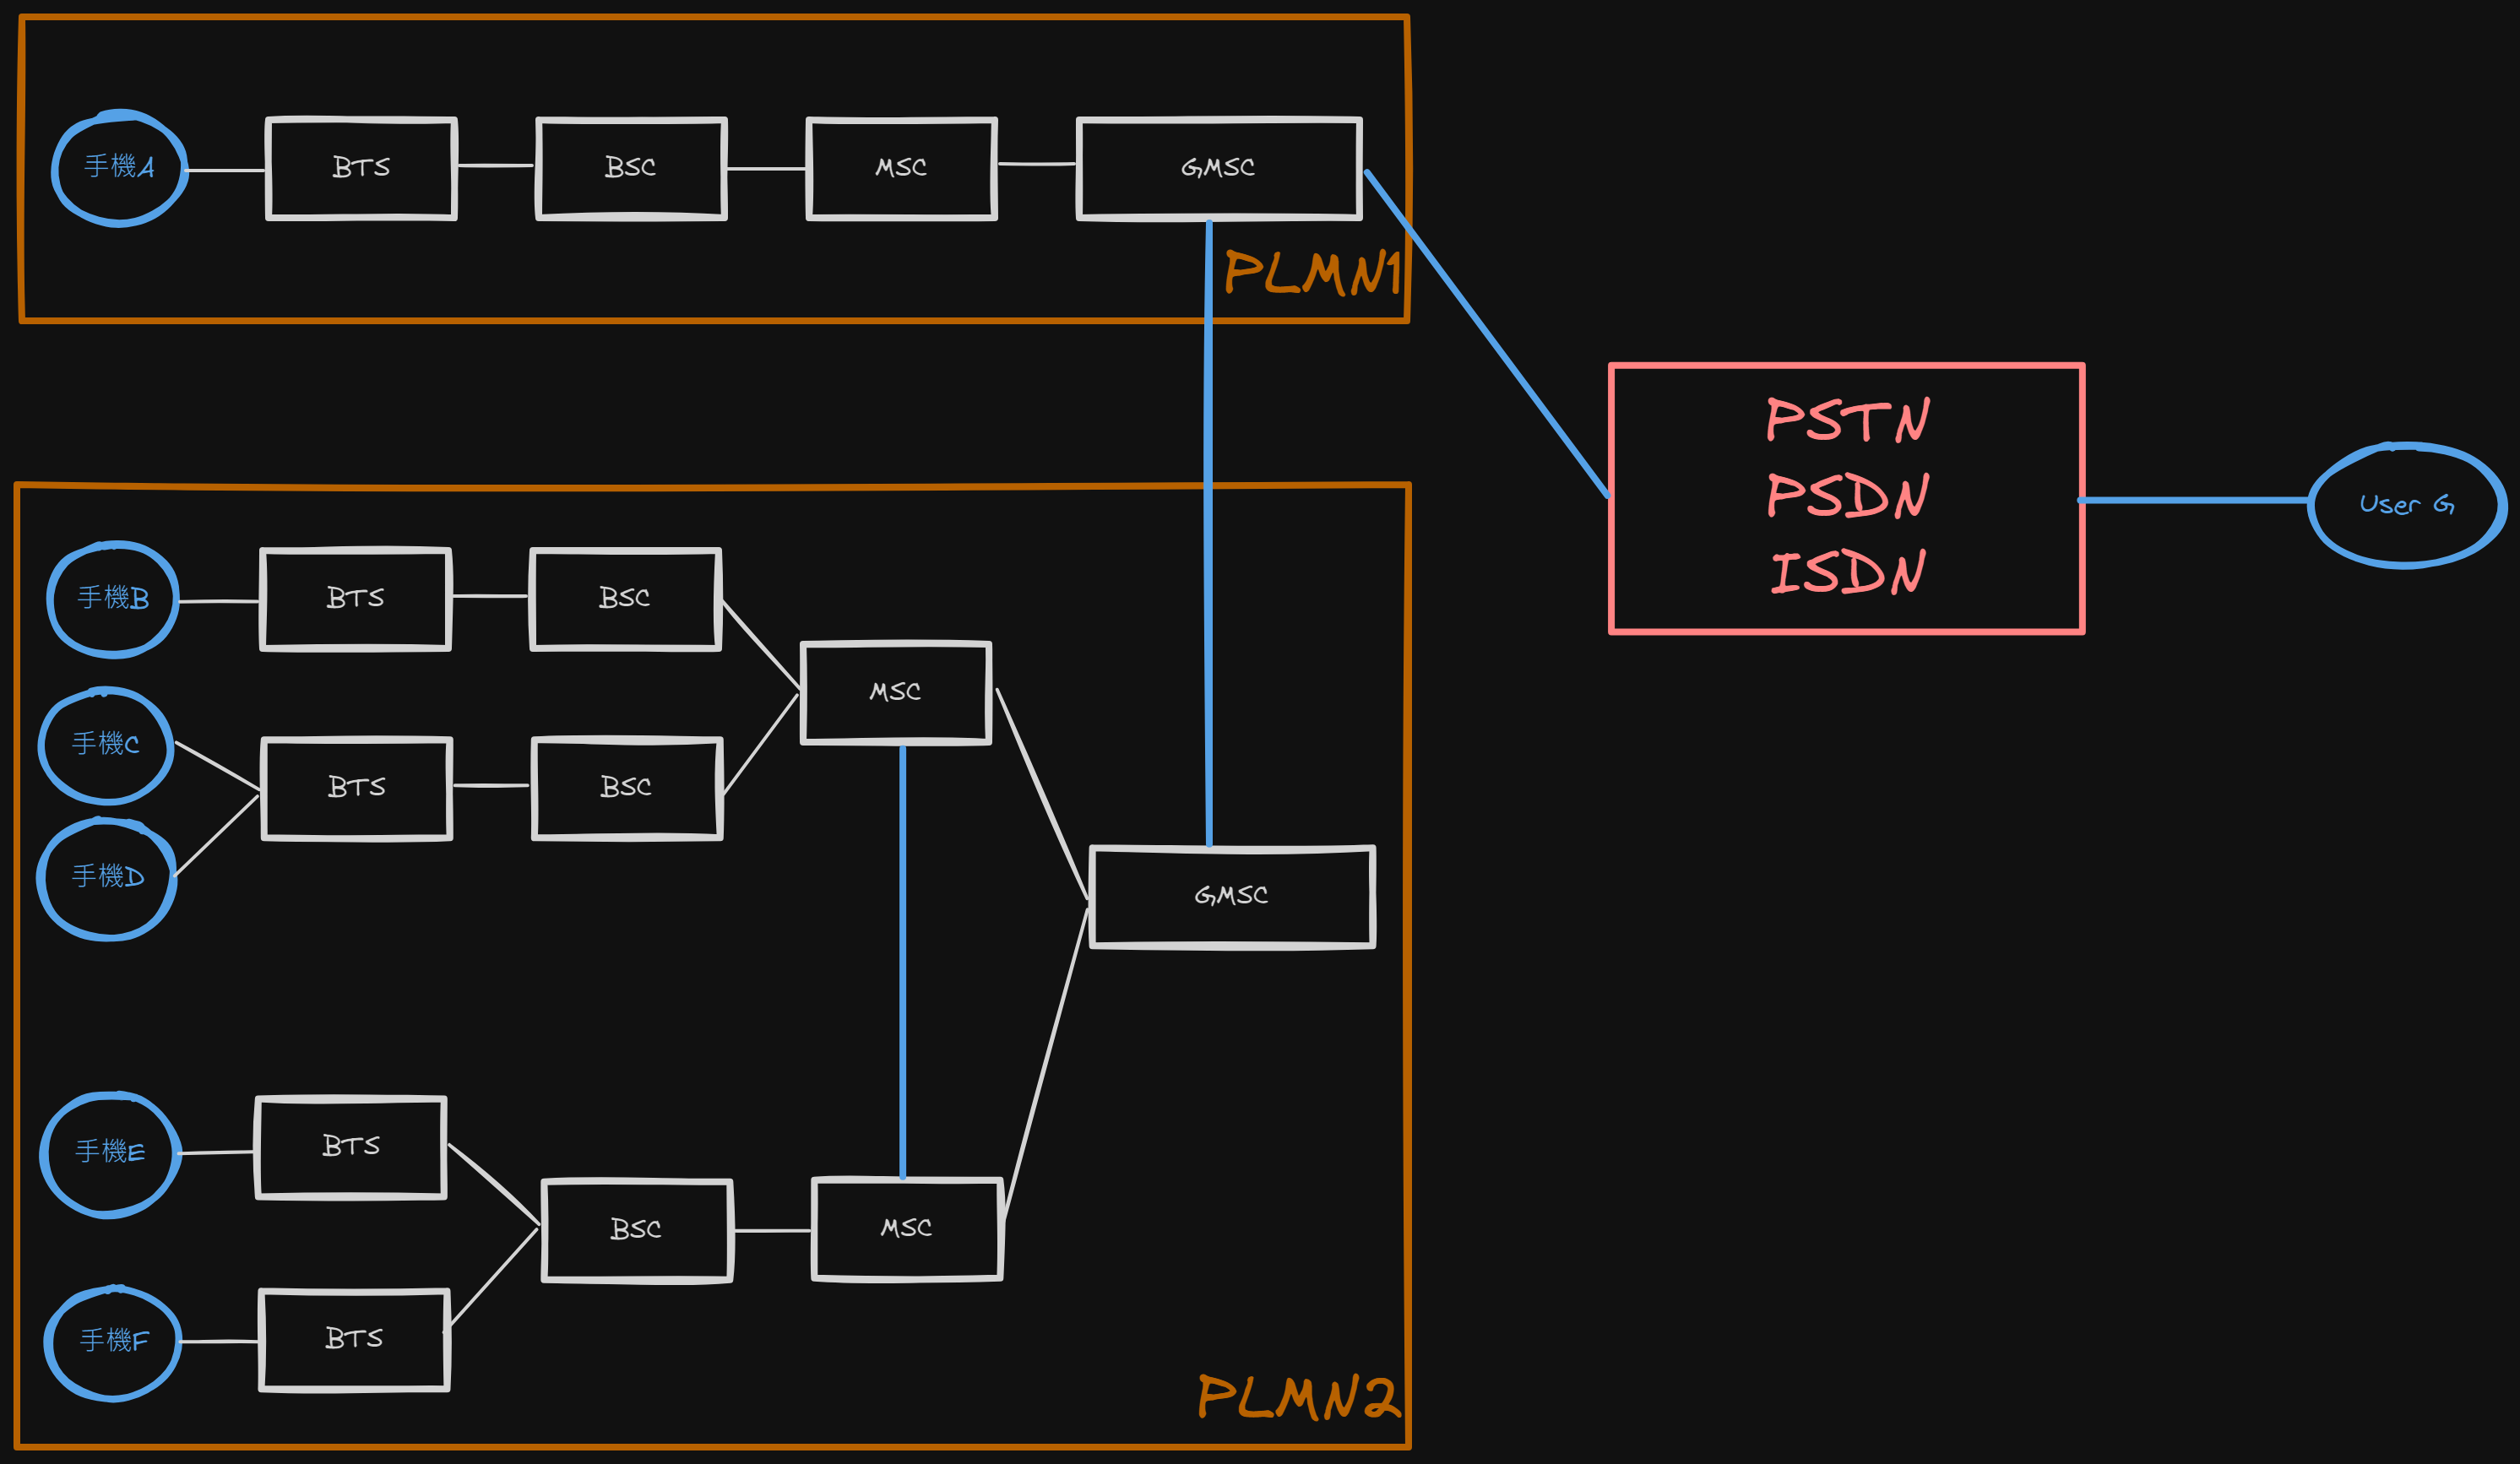 手機A
BTS
BSC
MSC
GMSC
PLMN1
PSTN
PSDN
ISDN
User G
手機B
BTS
BSC
MSC
手機C
BTS
BSC
手機D
GMSC
手機E
BTS
BSC
MSC
手機F
BTS
PLMN2